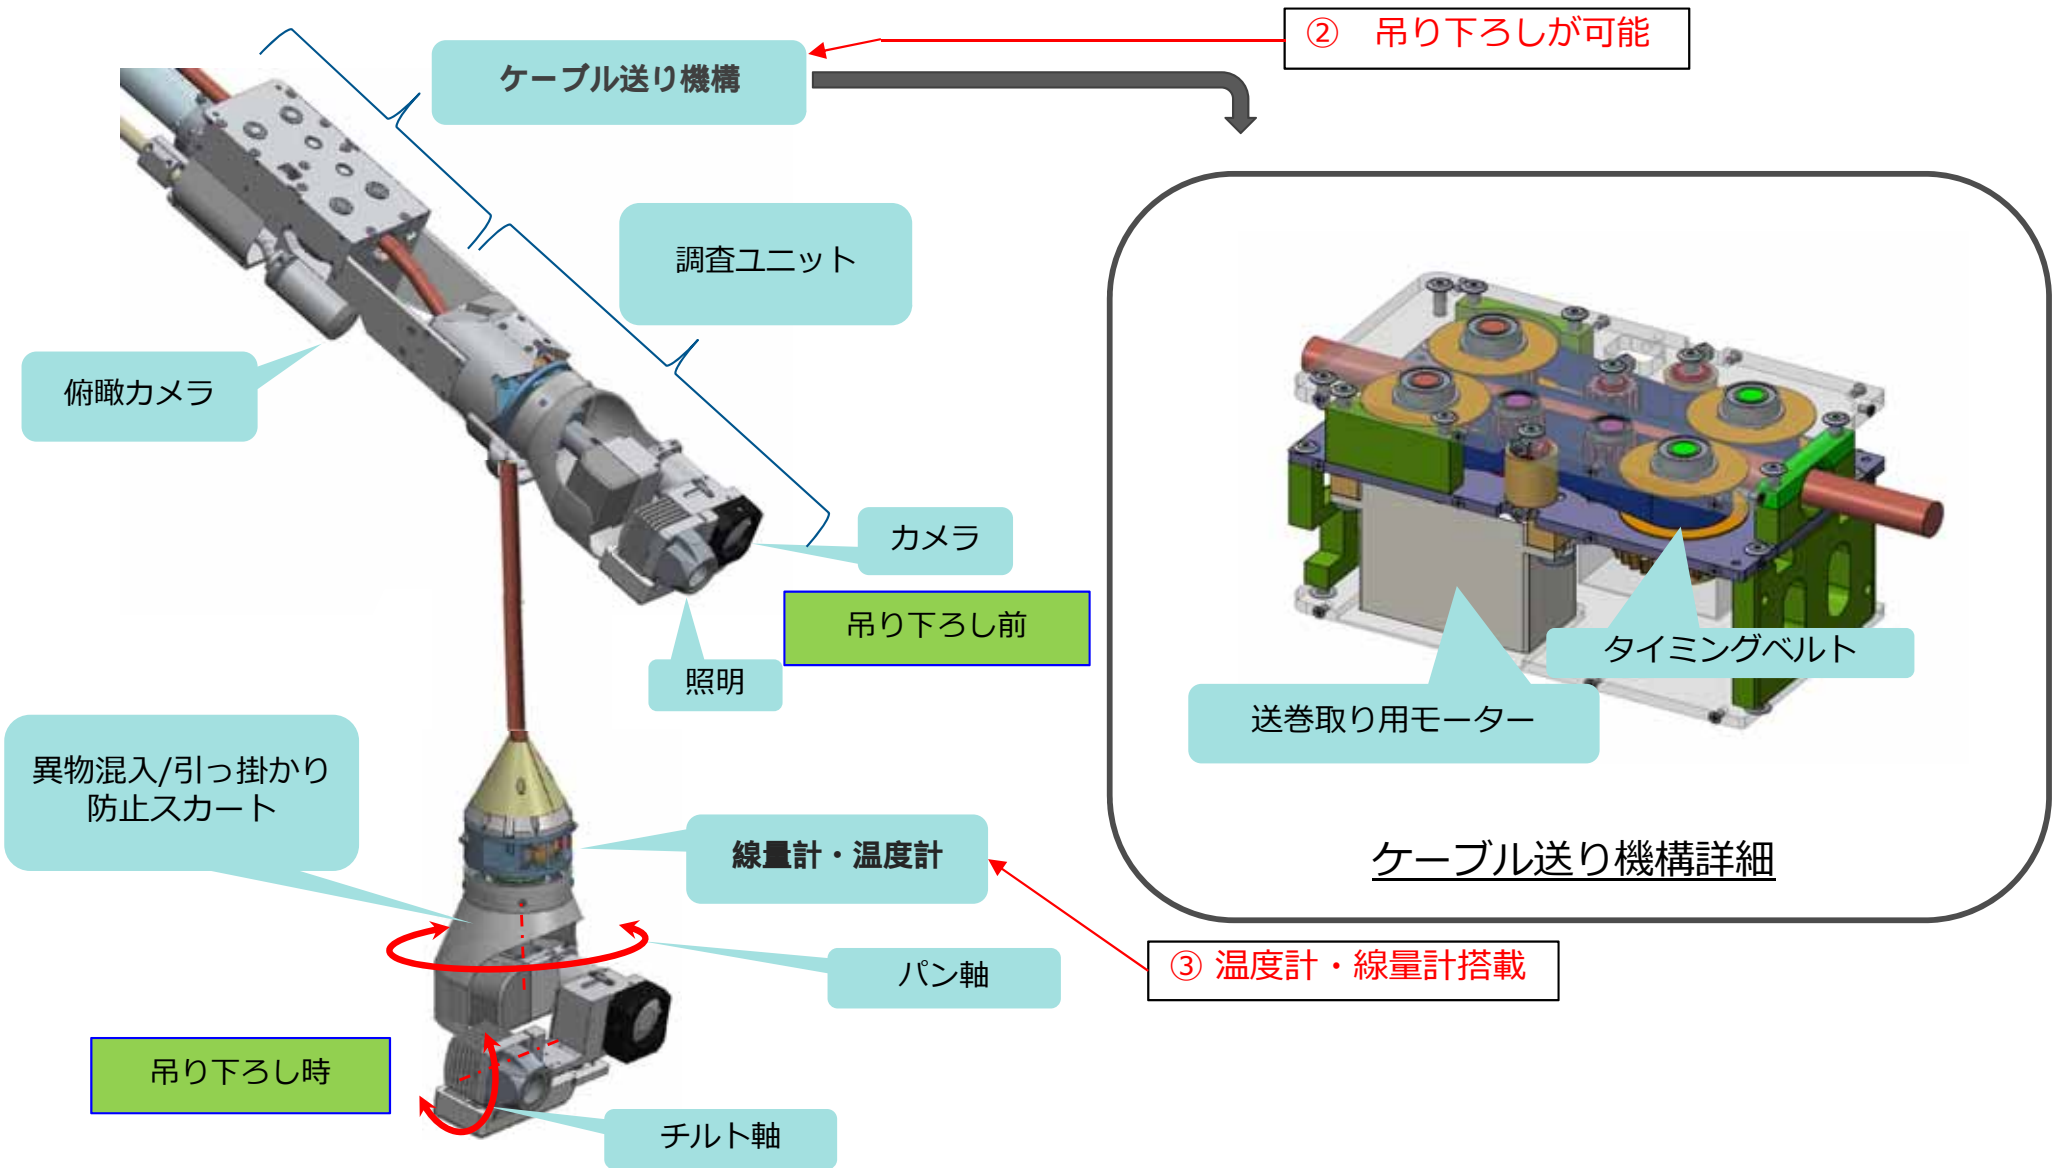 ② 吊り下ろしが可能
ケーブル送り機構
調査ユニット
俯瞰カメラ
カメラ
吊り下ろし前
照明
タイミングベルト
送巻取り用モーター
異物混入/引っ掛かり
防止スカート
線量計・温度計
ケーブル送り機構詳細
③ 温度計・線量計搭載
パン軸
吊り下ろし時
チルト軸